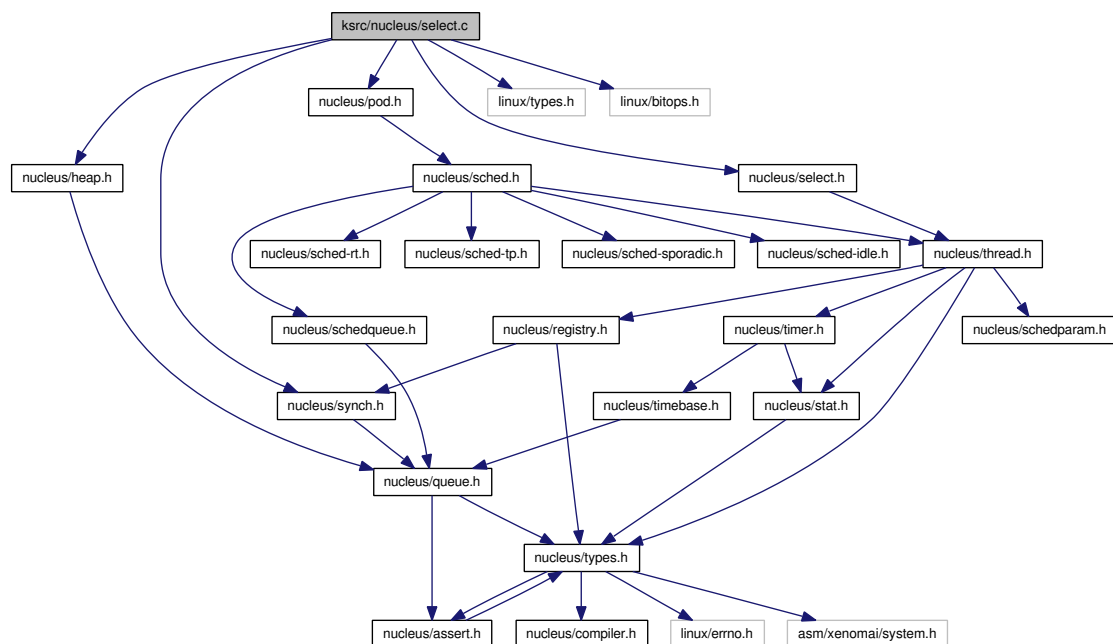 ksrc/nucleus/select.c
nucleus/pod.h
linux/types.h
linux/bitops.h
nucleus/heap.h
nucleus/sched.h
nucleus/select.h
nucleus/sched-rt.h
nucleus/sched-tp.h
nucleus/sched-sporadic.h
nucleus/sched-idle.h
nucleus/thread.h
nucleus/schedqueue.h
nucleus/registry.h
nucleus/timer.h
nucleus/schedparam.h
nucleus/synch.h
nucleus/timebase.h
nucleus/stat.h
nucleus/queue.h
nucleus/types.h
nucleus/assert.h
nucleus/compiler.h
linux/errno.h
asm/xenomai/system.h